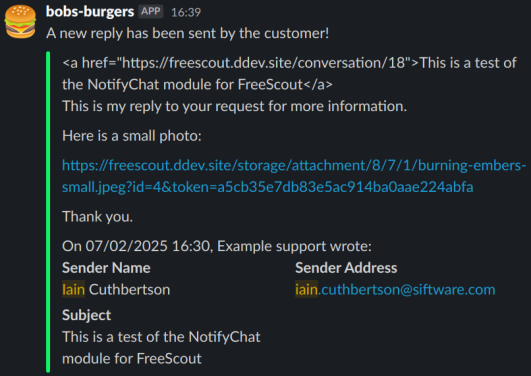 bobs-burgers APP 16:39
A new reply has been sent by the customer!
<a href="https://freescout.ddev.site/conversation/18">This is a test of
the NotifyChat module for FreeScout</a>
This is my reply to your request for more information.
Here is a small photo:
https://freescout.ddev.site/storage/attachment/8/7/1/burning-embers-
small.jpeg?id=4&token=a5cb35e7db83e5ac914ba0aae224abfa
Thank you.
On 07/02/2025 16:30, Example support wrote:
Sender Name Sender Address
Iain Cuthbertson iain.cuthbertson@siftware.com
Subject
This is a test of the NotifyChat
module for FreeScout